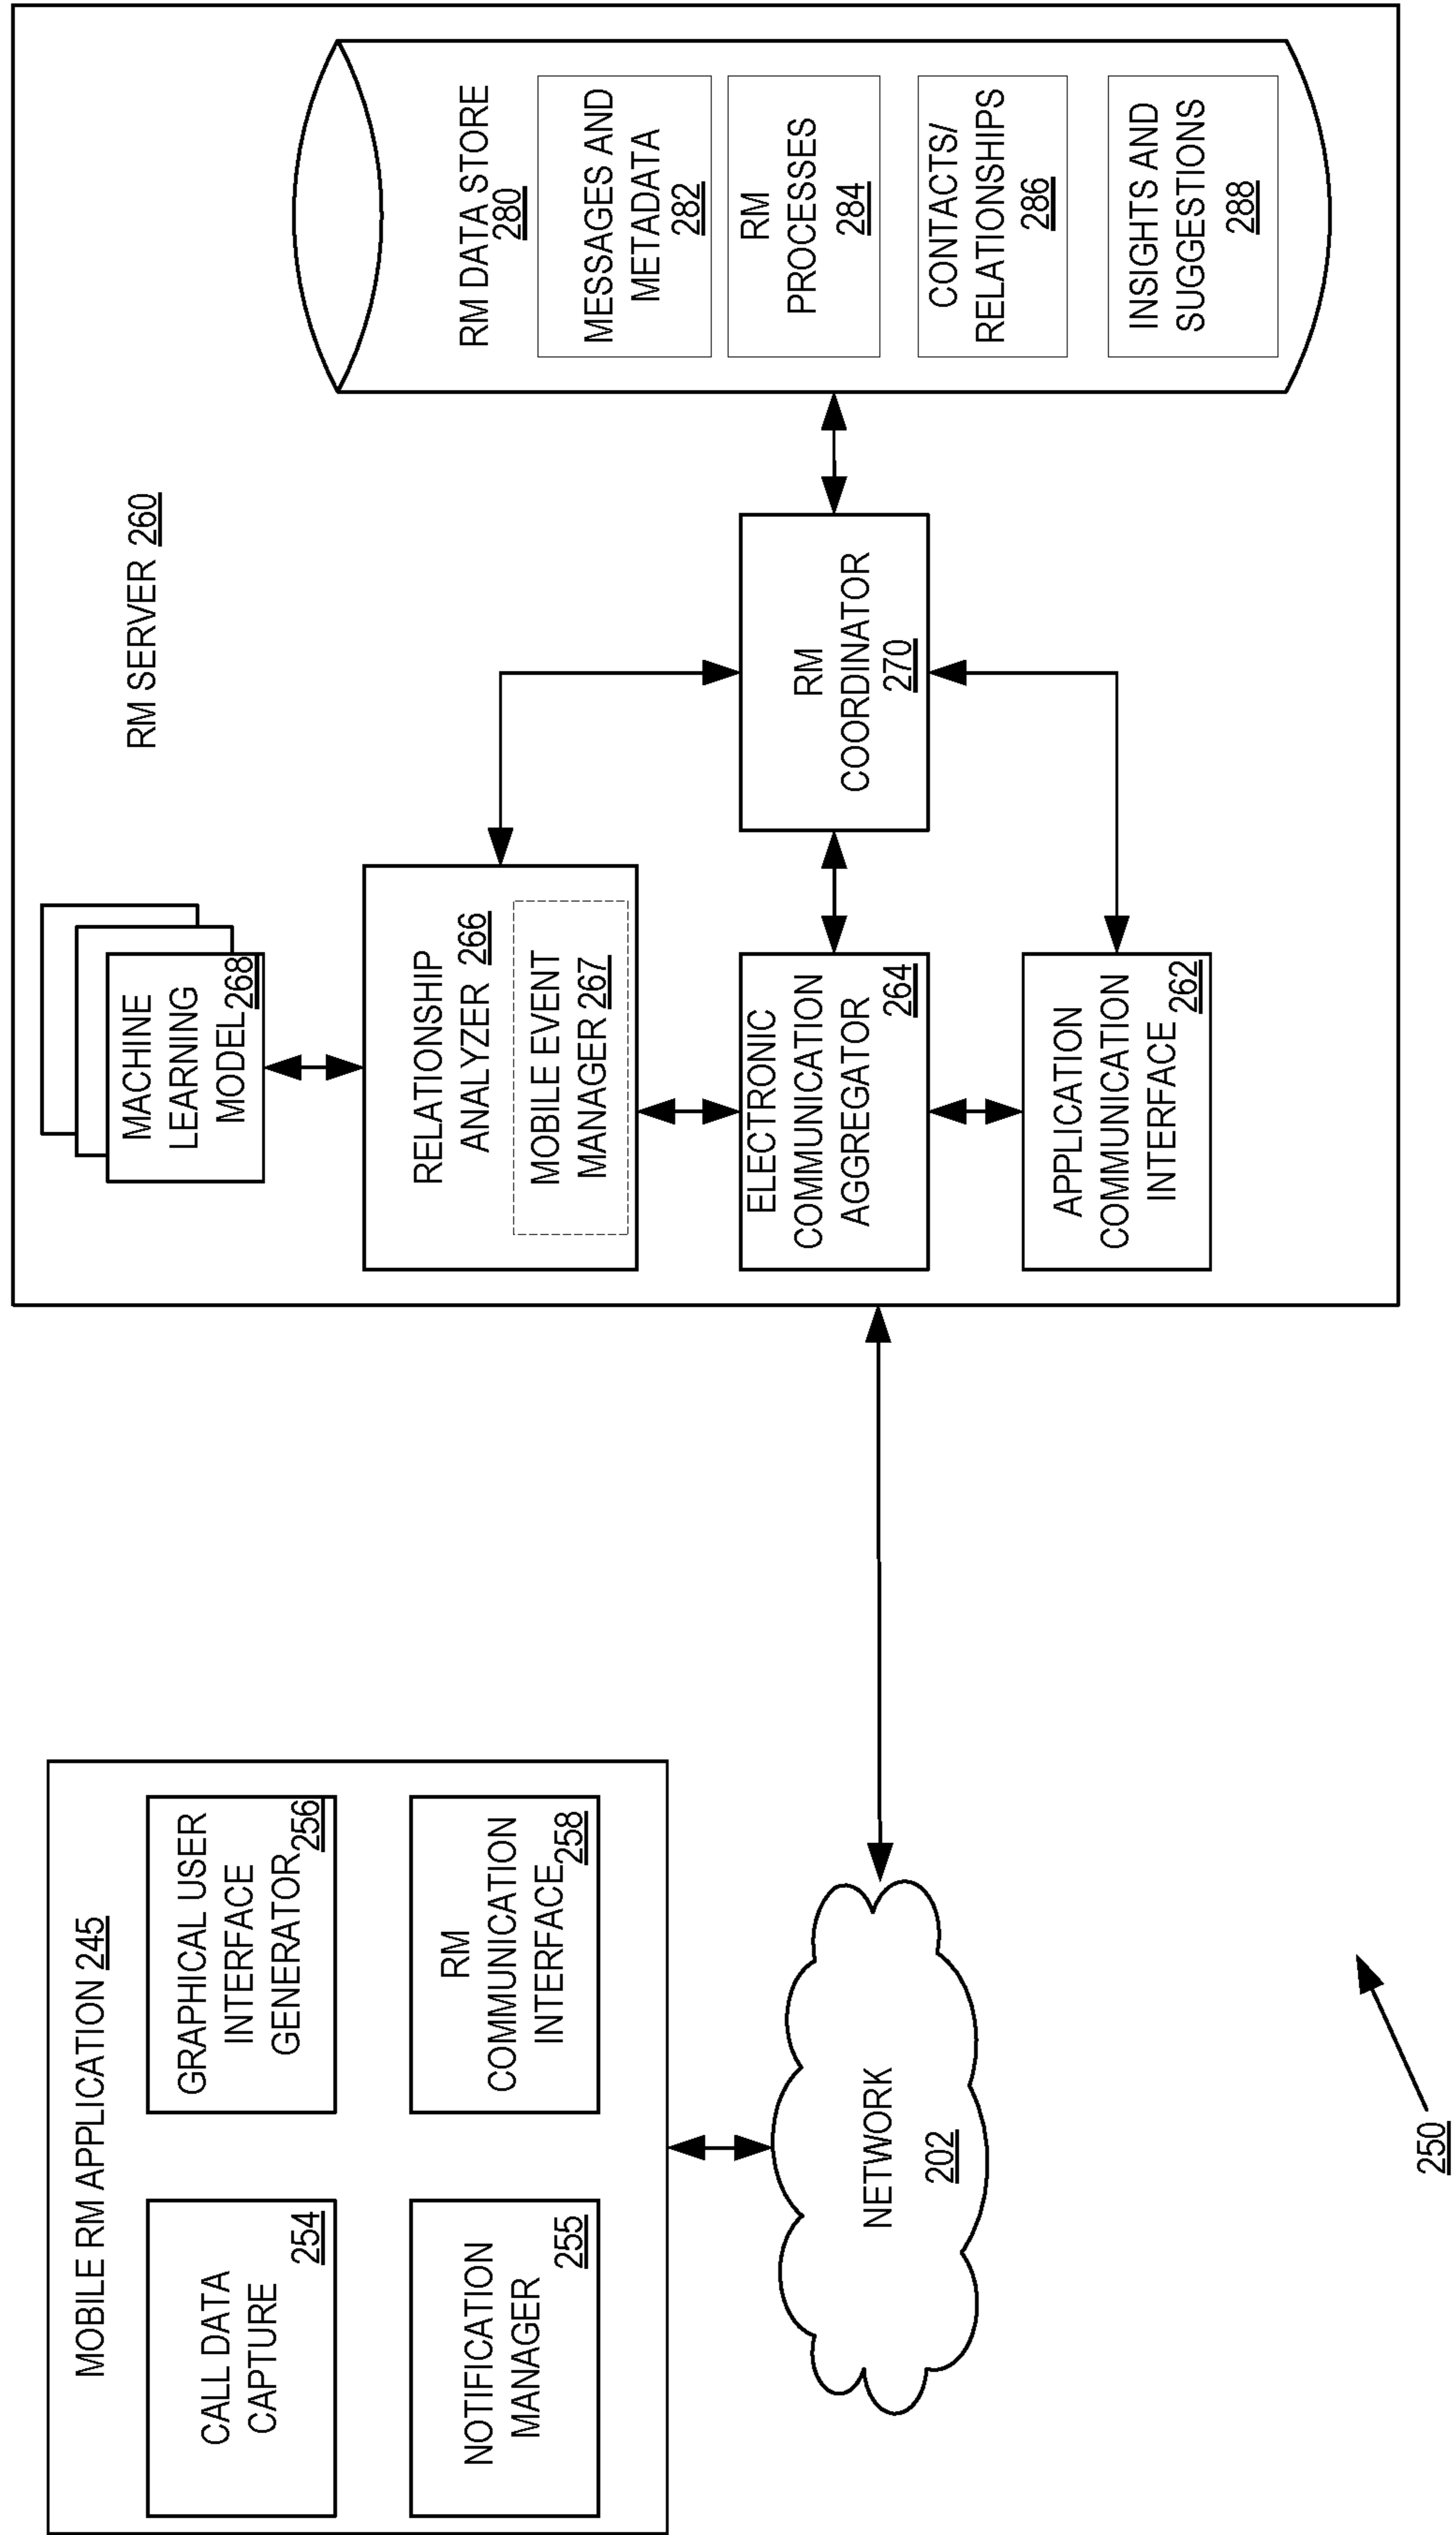 MOBILE RM APPLICATION 245
CALL DATA
CAPTURE
254
GRAPHICAL USER
INTERFACE
GENERATOR 256
NOTIFICATION
MANAGER
255
RM
COMMUNICATION
INTERFACE 258
NETWORK
202
250
RM SERVER 260
MACHINE
LEARNING
MODEL 268
RELATIONSHIP
ANALYZER 266
MOBILE EVENT
MANAGER 267
ELECTRONIC
COMMUNICATION
AGGREGATOR
264
APPLICATION
COMMUNICATION
INTERFACE 262
RM
COORDINATOR
270
RM DATA STORE
280
MESSAGES AND
METADATA
282
RM
PROCESSES
284
CONTACTS/
RELATIONSHIPS
286
INSIGHTS AND
SUGGESTIONS
288